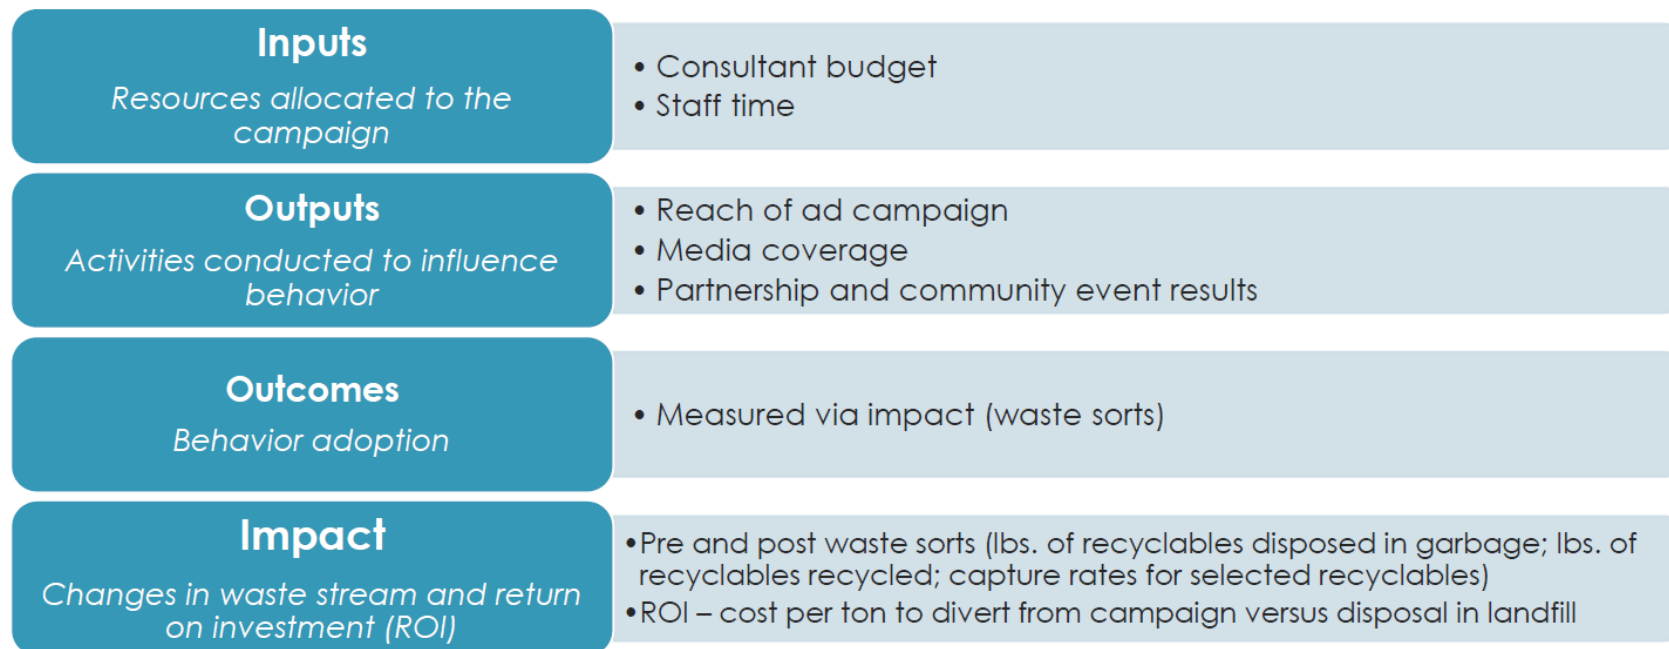 Inputs
Resources allocated to the
campaign
• Consultant budget
• Staff time
Outputs
Activities conducted to influence
behavior
• Reach of ad campaign
• Media coverage
• Partnership and community event results
Outcomes
Behavior adoption
• Measured via impact (waste sorts)
Impact
Changes in waste stream and return
on investment (ROI)
•Pre and post waste sorts (lbs. of recyclables disposed in garbage; lbs. of
recyclables recycled; capture rates for selected recyclables)
•ROI – cost per ton to divert from campaign versus disposal in landfill